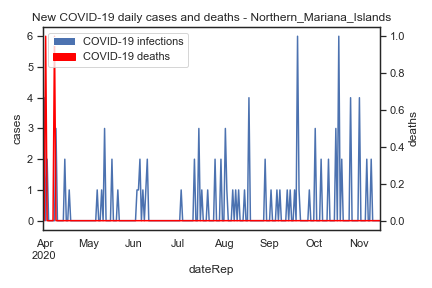 New COVID-19 daily cases and deaths - Northern_Mariana_Islands
COVID-19 infections
COVID-19 deaths
cases
6
5
4
3
2
1
0
deaths
1.0
0.8
0.6
0.4
0.2
0.0
Apr May Jun Jul Aug Sep Oct Nov
2020
dateRep